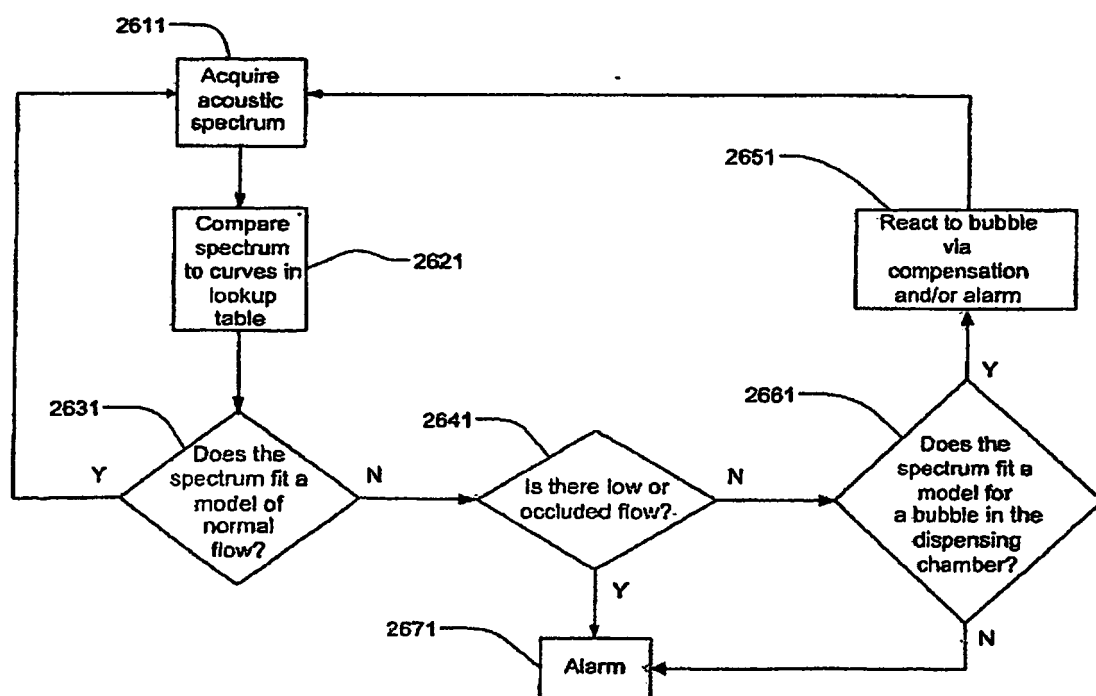 2611
Acquire
acoustic
spectrum
Compare
spectrum
to curves in
lookup
table
2621
2651
React to bubble
via
compensation
and/or alarm
2631
Y
Does the
spectrum fit a
model of
normal
flow?
N
2641
Is there low or
occluded flow?
N
Y
2661
Y
Does the
spectrum fit a
model for
a bubble in the
dispensing
chamber?
N
2671
Alarm